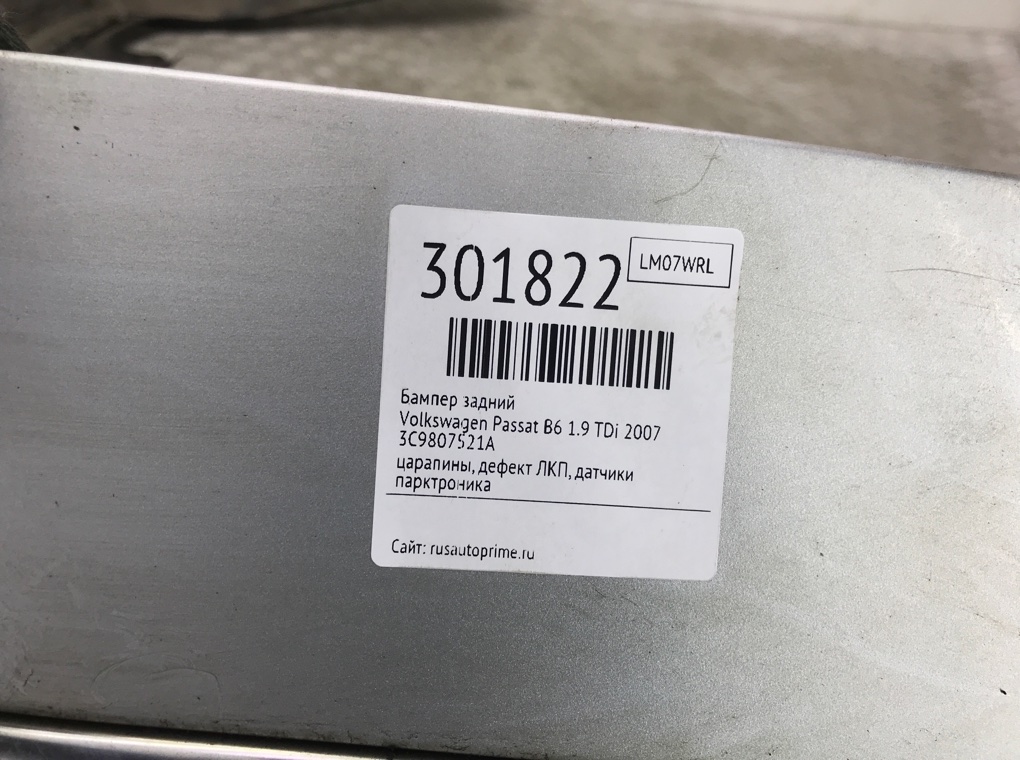 301822
LM07WRL
Бампер задний
Volkswagen Passat B6 1.9 TDi 2007
3C9807521A
царапины, дефект ЛКП, датчики
парктроника
Сайт: rusautoprime.ru